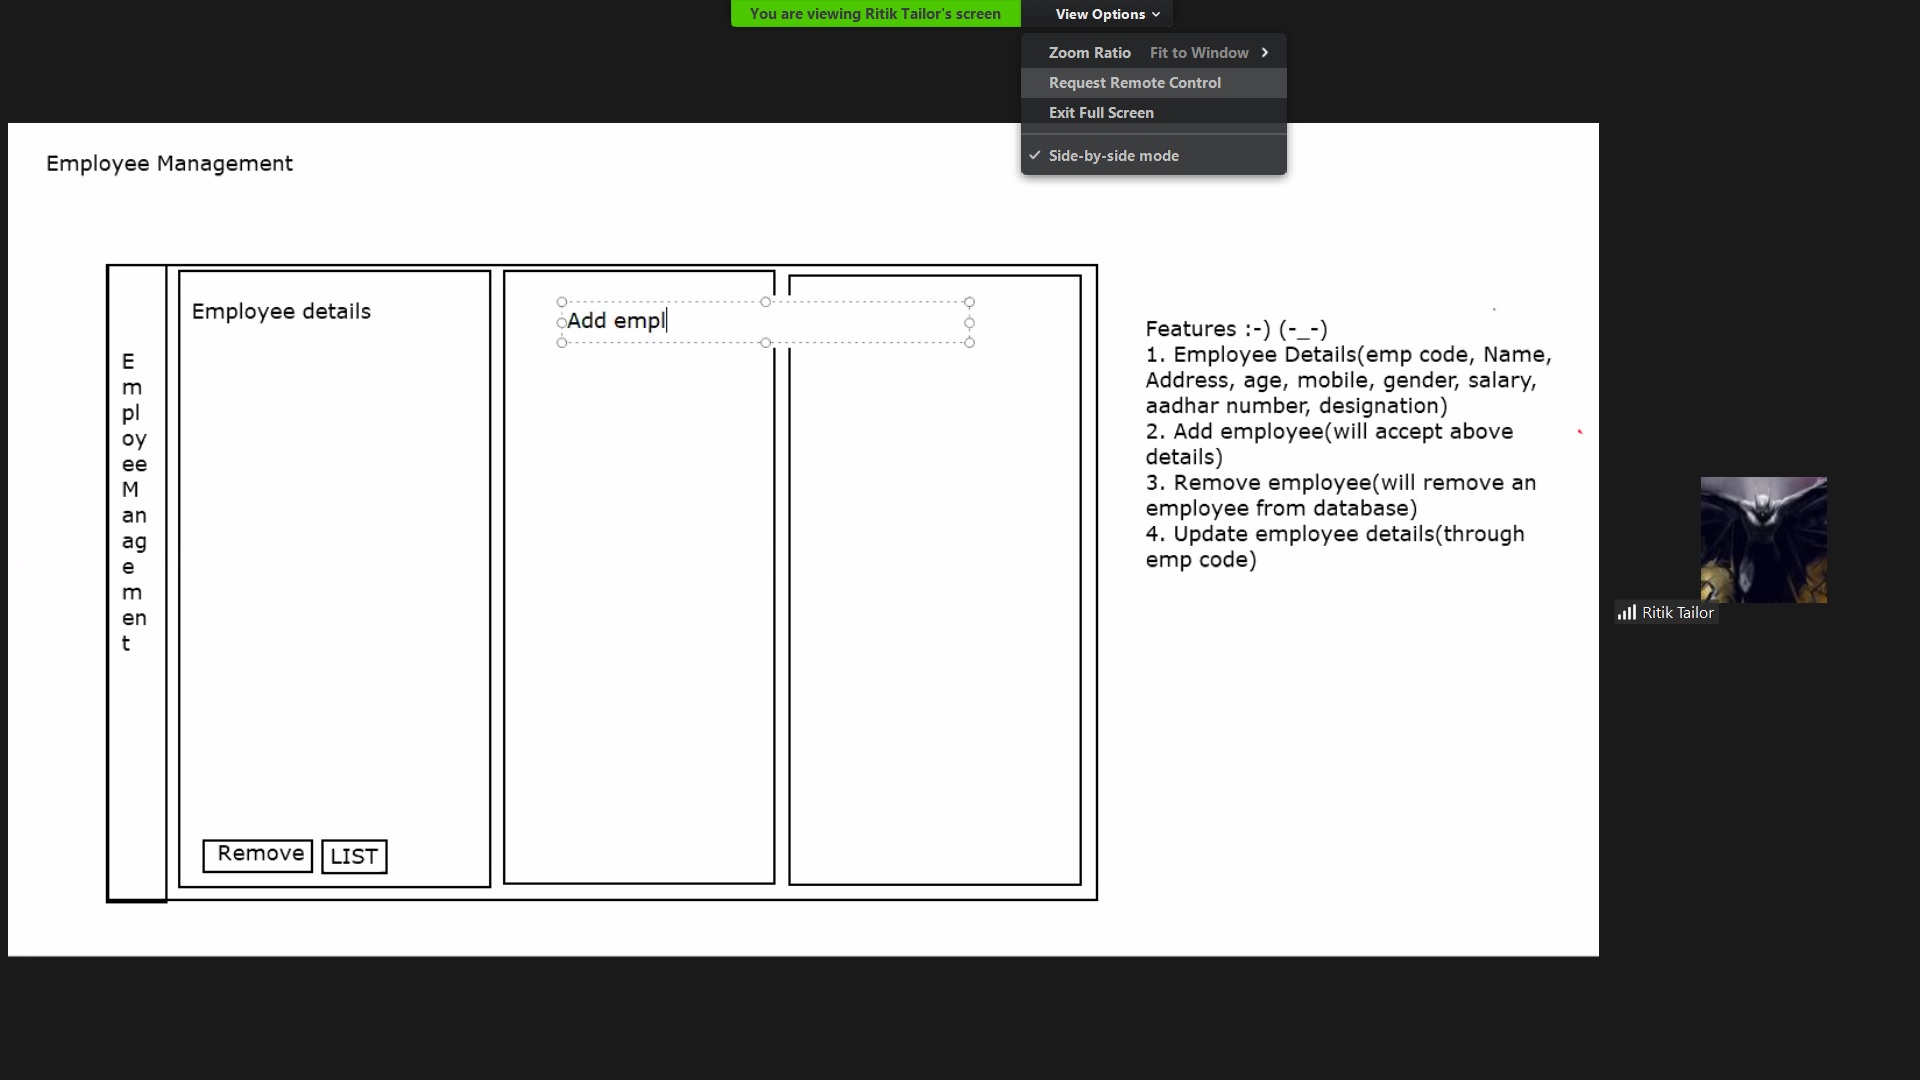 You are viewing Ritik Tailor's screen
View Options
Zoom Ratio Fit to Window
Request Remote Control
Exit Full Screen
Side-by-side mode
Employee Management
Employee details
Add empl
E
m
pl
oy
ee
M
an
ag
e
m
en
t
Remove
LIST
Features :-) (-_-)
1. Employee Details(emp code, Name,
Address, age, mobile, gender, salary,
aadhar number, designation)
2. Add employee(will accept above
details)
3. Remove employee(will remove an
employee from database)
4. Update employee details(through
emp code)
Ritik Tailor